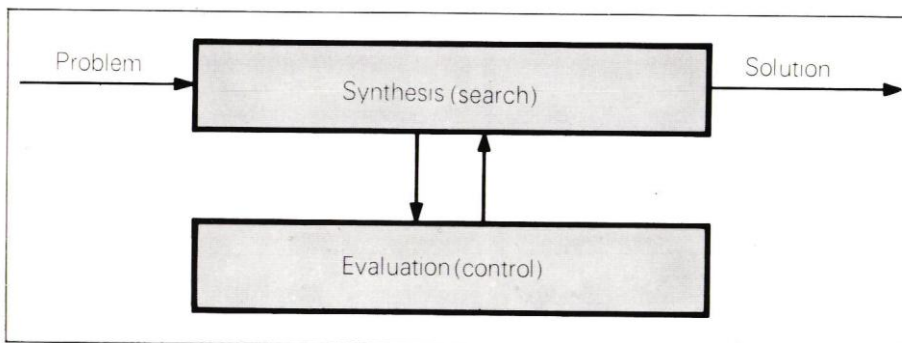 Problem
Synthesis (search)
Solution
Evaluation (control)